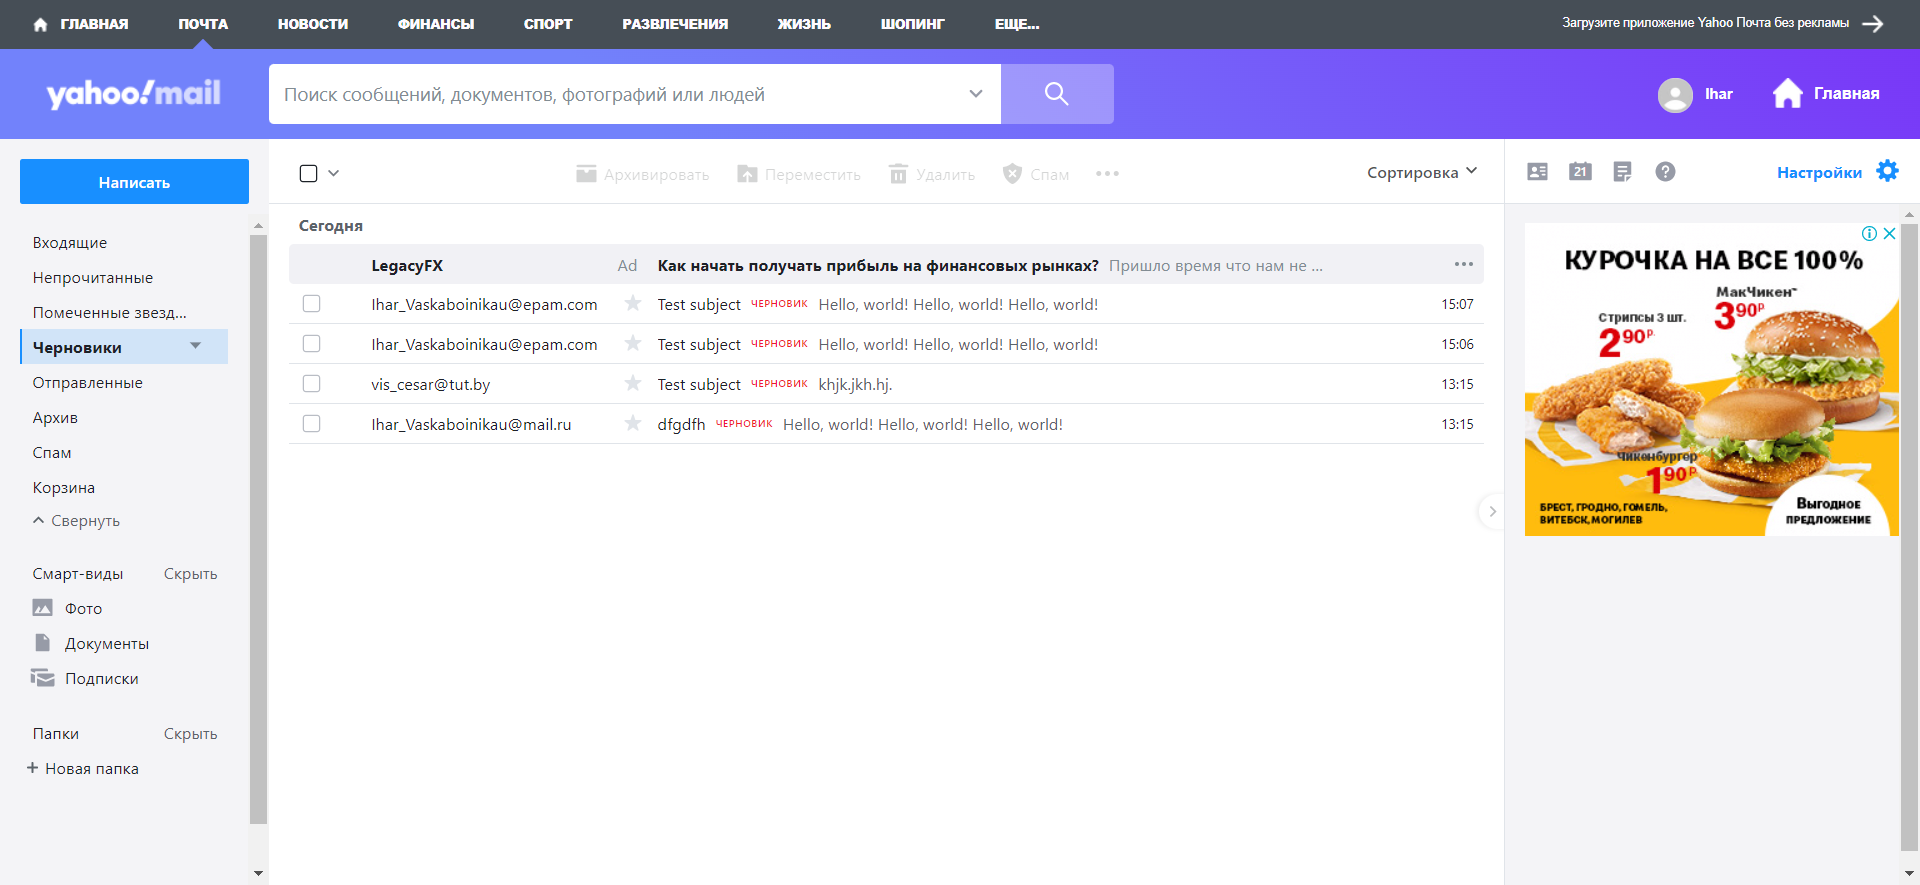 ГЛАВНАЯ ПОЧТА НОВОСТИ ФИНАНСЫ СПОРТ РАЗВЛЕЧЕНИЯ ЖИЗНЬ ШОПИНГ ЕЩЕ... Загрузите приложение Yahoo Почта без рекламы
yahoo!mail Поиск сообщений, документов, фотографий или людей Ihar Главная
Написать
Архивировать Переместить Удалить Спам Сортировка 21 Настройки
Входящие
Непрочитанные
Помеченные звезд...
Черновики
Отправленные
Архив
Спам
Корзина
Свернуть
Смарт-виды Скрыть
Фото
Документы
Подписки
Папки Скрыть
+ Новая папка
Сегодня
LegacyFX Ad Как начать получать прибыль на финансовых рынках? Пришло время что нам не ...
Ihar_Vaskaboinikau@epam.com Test subject ЧЕРНОВИК Hello, world! Hello, world! Hello, world! 15:07
Ihar_Vaskaboinikau@epam.com Test subject ЧЕРНОВИК Hello, world! Hello, world! Hello, world! 15:06
vis_cesar@tut.by Test subject ЧЕРНОВИК khjk.jkh.hj. 13:15
Ihar_Vaskaboinikau@mail.ru dfgdfh ЧЕРНОВИК Hello, world! Hello, world! Hello, world! 13:15
КУРОЧКА НА ВСЕ 100%
МакЧикен™
3 90р
Стрипсы 3 шт.
2 90р.
Чикенбургер
1 90р
БРЕСТ, ГРОДНО, ГОМЕЛЬ,
ВИТЕБСК, МОГИЛЕВ
Выгодное
ПРЕДЛОЖЕНИЕ